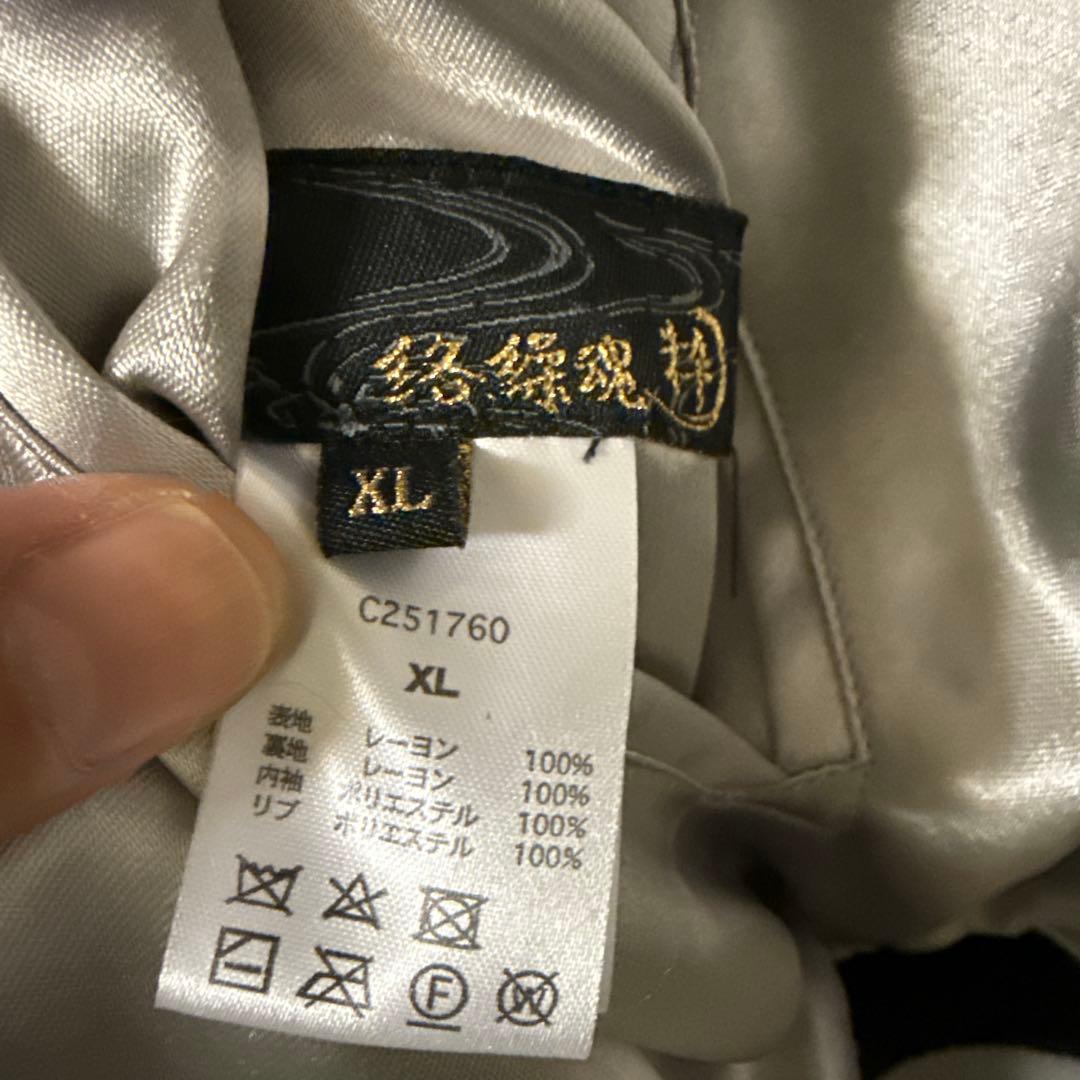 絡繰魂 粋
XL
C251760
XL
表地 レーヨン 100%
裏地 レーヨン 100%
内袖 ポリエステル 100%
リブ ポリエステル 100%
F
W